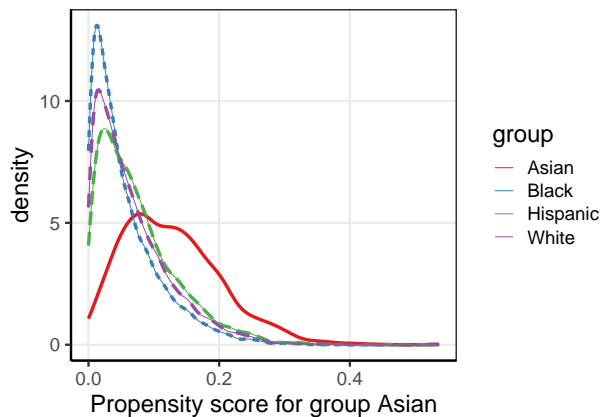 density
10
5
0
0.0
0.2
0.4
Propensity score for group Asian
group
Asian
Black
Hispanic
White